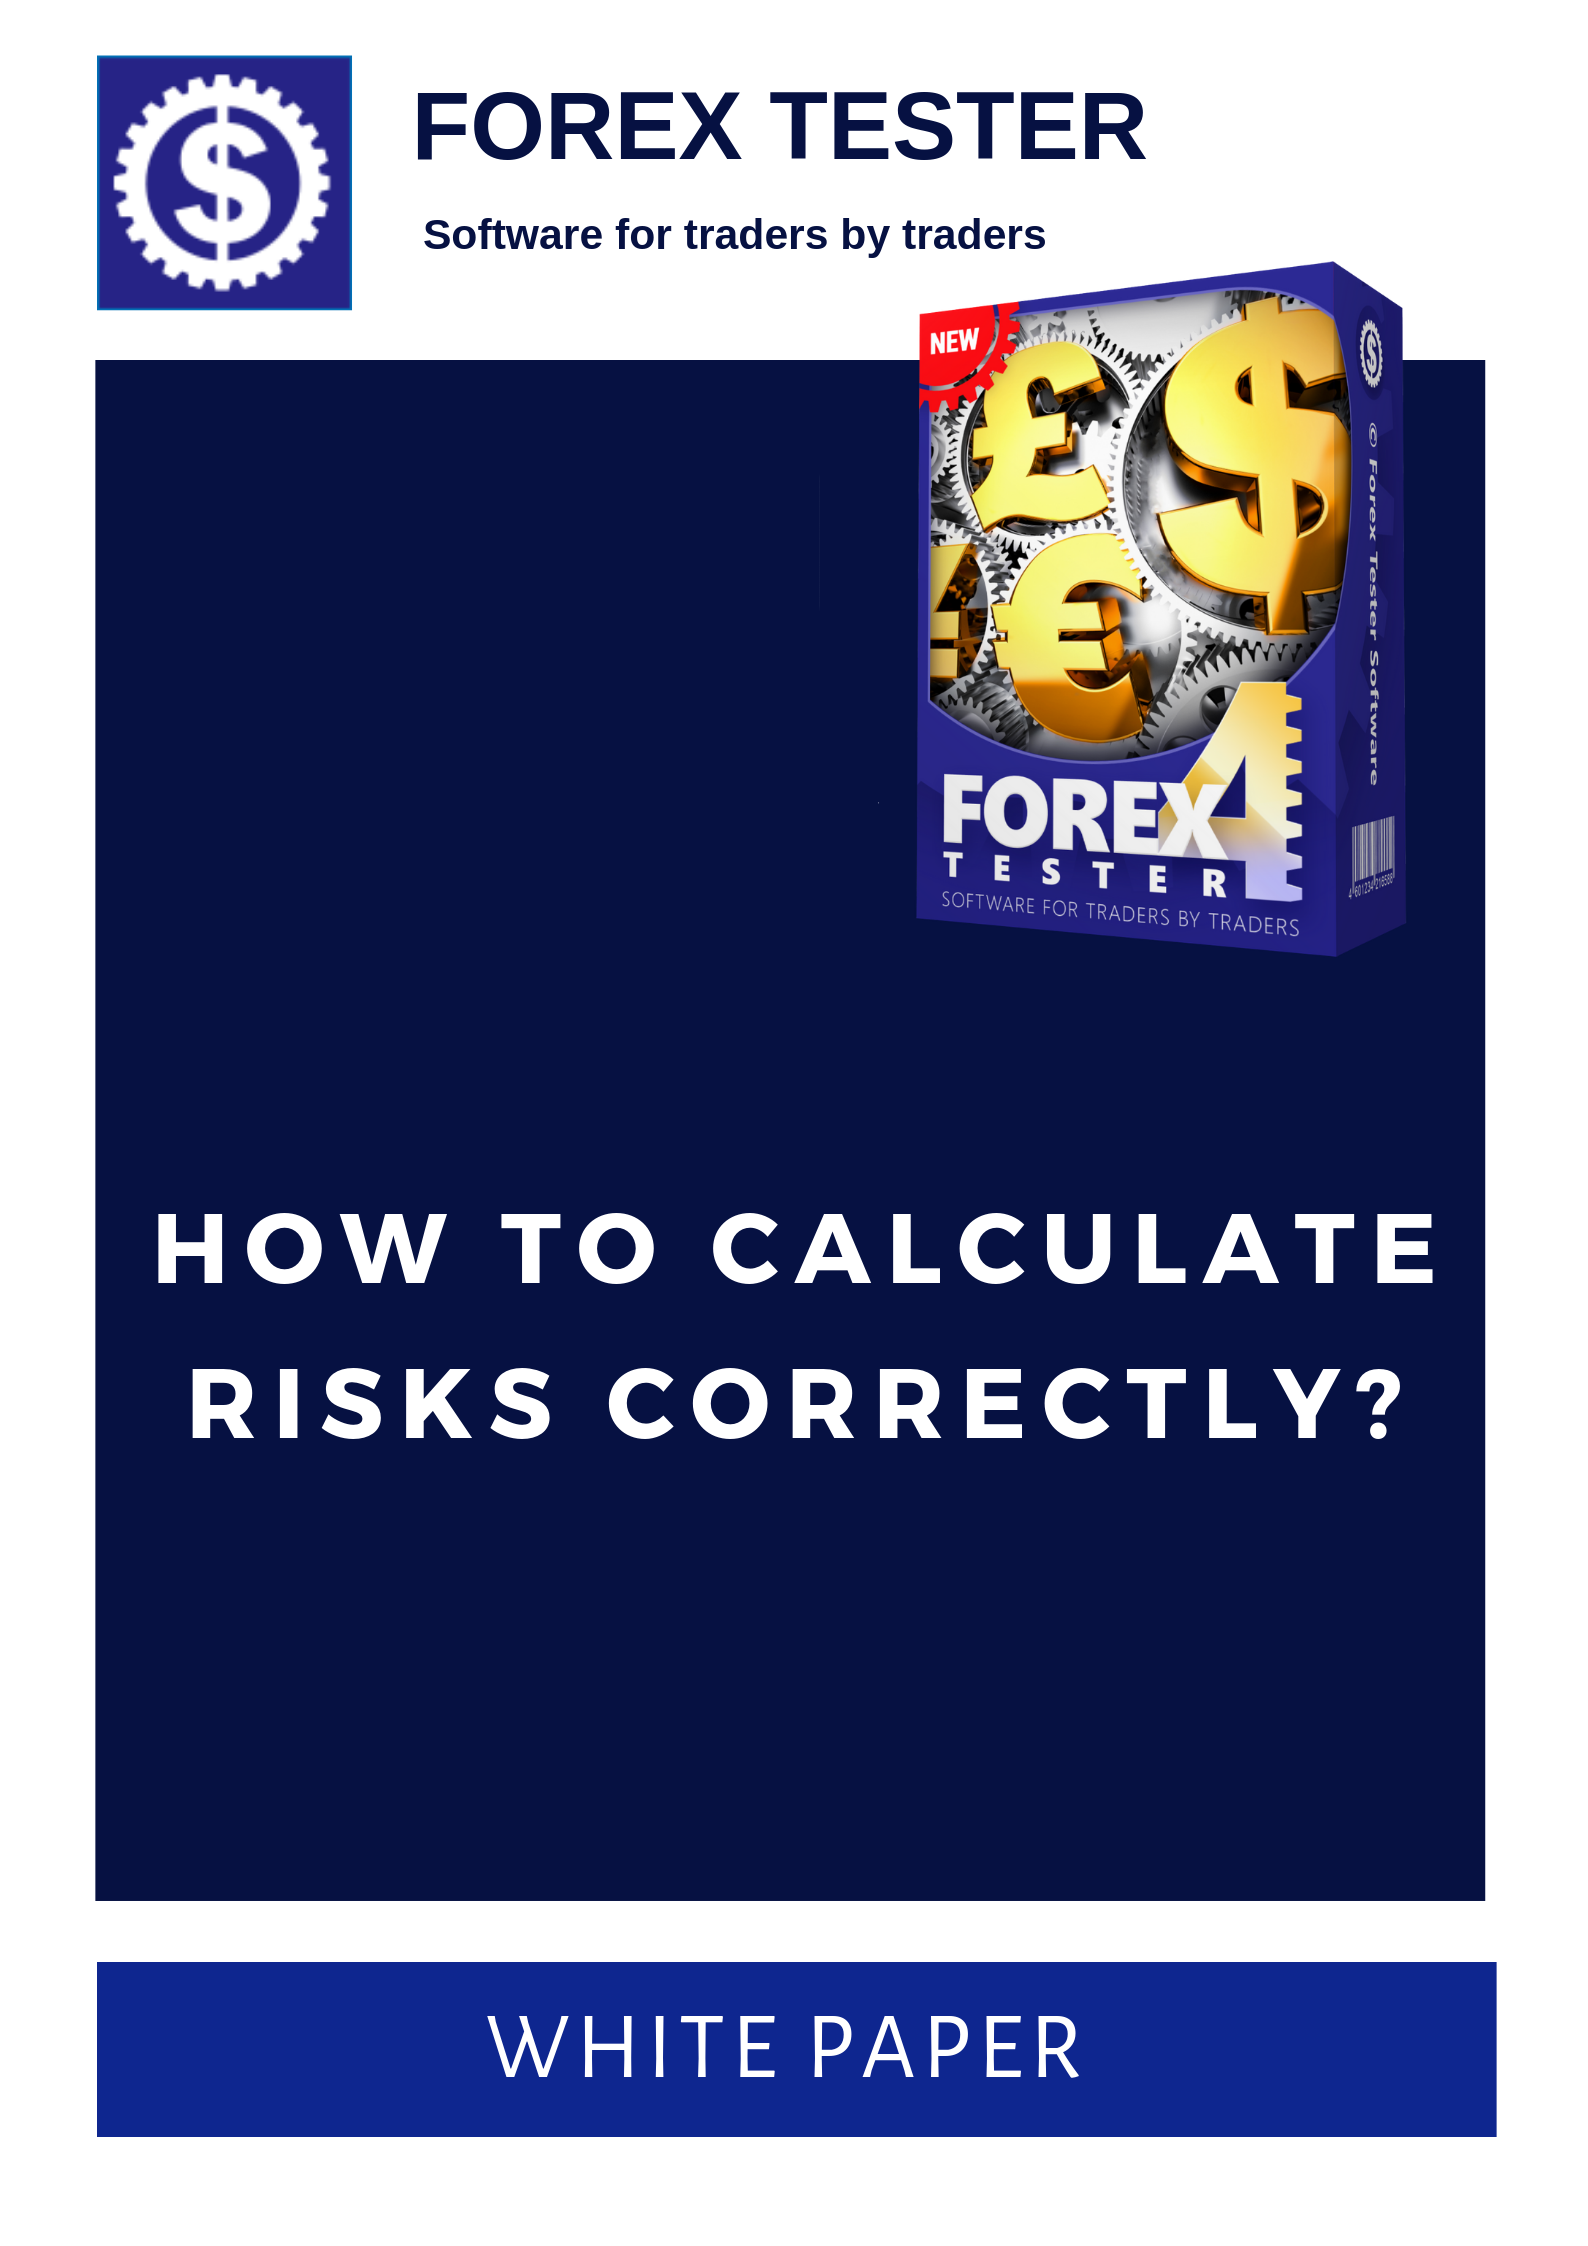 FOREX TESTER
Software for traders by traders
NEW
© Forex Tester Software
FOREX 4
TESTER
SOFTWARE FOR TRADERS BY TRADERS
HOW TO CALCULATE
RISKS CORRECTLY?
WHITE PAPER